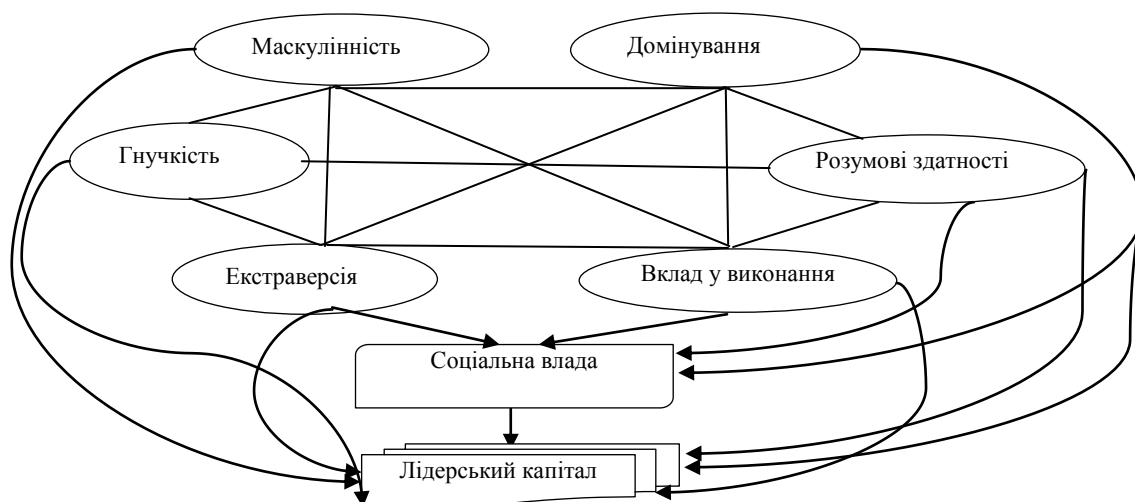 Маскулінність
Домінування
Гнучкість
Розумові здатності
Екстраверсія
Вклад у виконання
Соціальна влада
Лідерський капітал